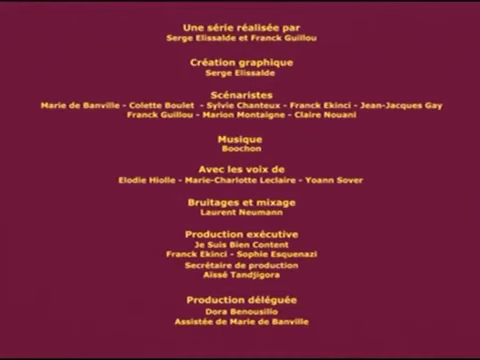 Une série réalisée par
Serge Elissalde et Franck Guillou
Création graphique
Serge Elissalde
Scénaristes
Marie de Banville - Colette Boulet - Sylvie Chanteux - Franck Ekinci - Jean-Jacques Gay
Franck Guillou - Marion Montaigne - Claire Nouani
Musique
Boochon
Avec les voix de
Elodie Hiolle - Marie-Charlotte Leclaire - Yoann Sover
Bruitages et mixage
Laurent Neumann
Production exécutive
Je Suis Bien Content
Franck Ekinci - Sophie Esquenazi
Secrétaire de production
Aïssé Tandjigora
Production déléguée
Dora Benousilio
Assistée de Marie de Banville